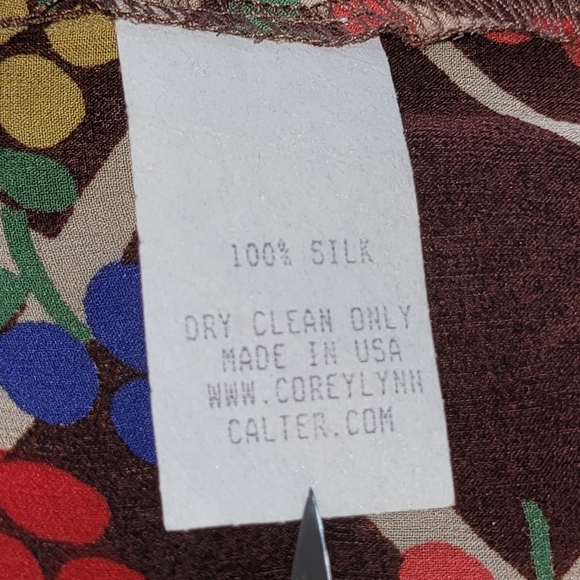 100% SILK
DRY CLEAN ONLY
MADE IN USA
WWW.COREYLYNN
CALTER.COM